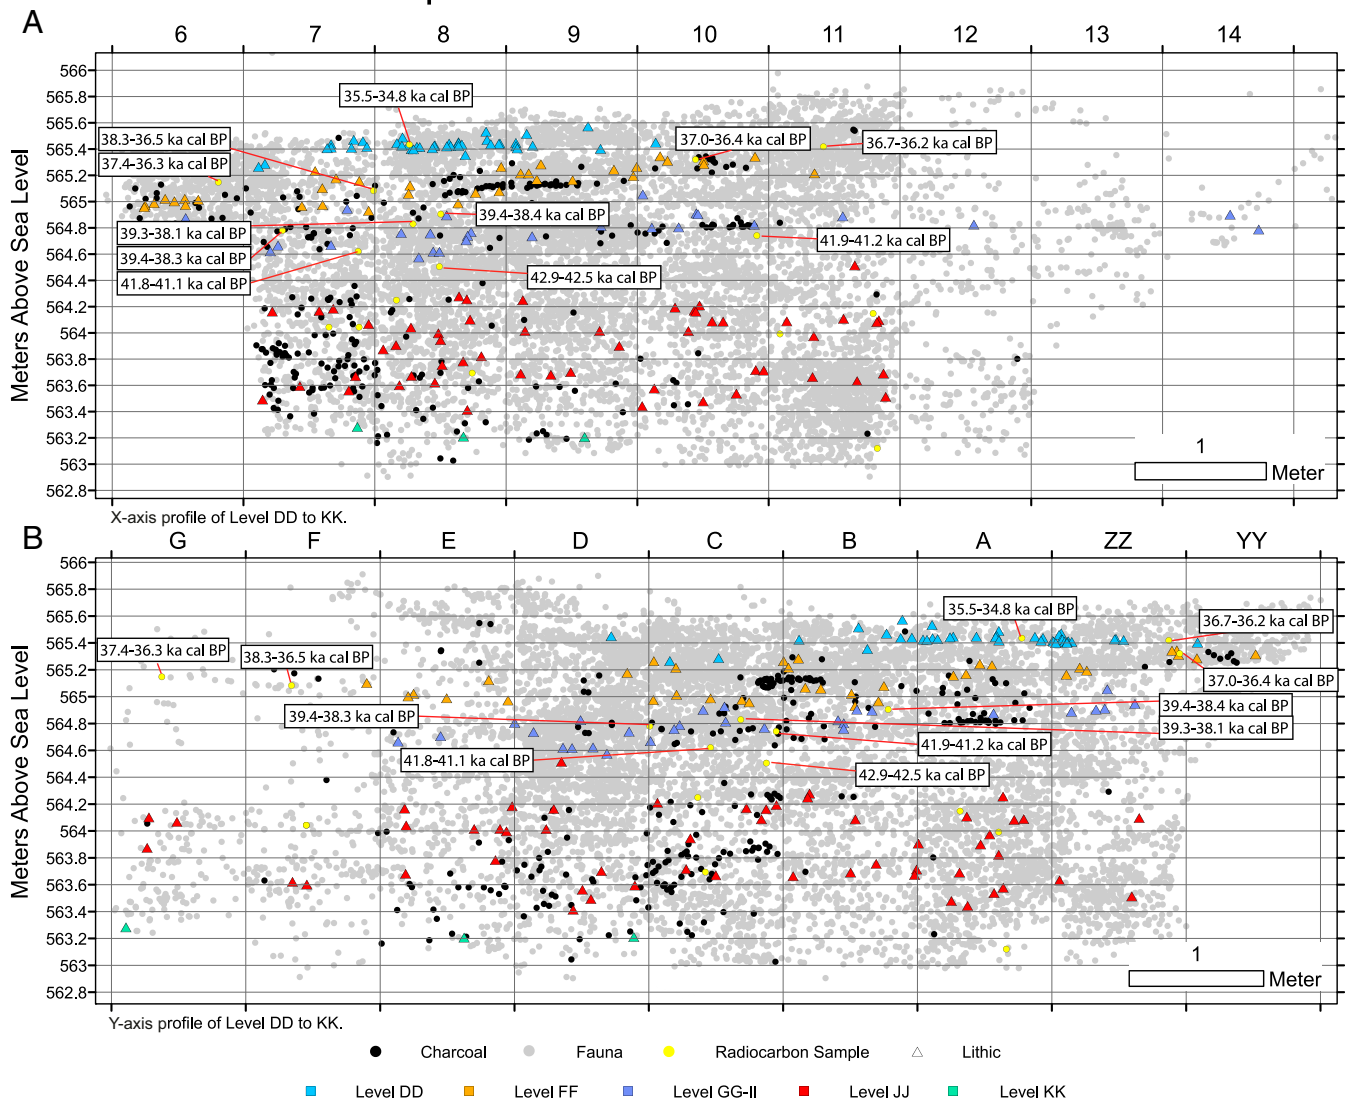 A
6 7 8 9 10 11 12 13 14
566
565.8
565.6
565.4
565.2
565
564.8
564.6
564.4
564.2
564
563.8
563.6
563.4
563.2
563
562.8
Meters Above Sea Level
35.5-34.8 ka cal BP
38.3-36.5 ka cal BP
37.4-36.3 ka cal BP
37.0-36.4 ka cal BP
36.7-36.2 ka cal BP
39.4-38.4 ka cal BP
39.3-38.1 ka cal BP
39.4-38.3 ka cal BP
41.8-41.1 ka cal BP
41.9-41.2 ka cal BP
42.9-42.5 ka cal BP
1
Meter
X-axis profile of Level DD to KK.
B
G F E D C B A ZZ YY
566
565.8
565.6
565.4
565.2
565
564.8
564.6
564.4
564.2
564
563.8
563.6
563.4
563.2
563
562.8
Meters Above Sea Level
35.5-34.8 ka cal BP
36.7-36.2 ka cal BP
37.4-36.3 ka cal BP
38.3-36.5 ka cal BP
37.0-36.4 ka cal BP
39.4-38.3 ka cal BP
39.4-38.4 ka cal BP
39.3-38.1 ka cal BP
41.9-41.2 ka cal BP
41.8-41.1 ka cal BP
42.9-42.5 ka cal BP
1
Meter
Y-axis profile of Level DD to KK.
Charcoal Fauna Radiocarbon Sample Lithic
Level DD Level FF Level GG-II Level JJ Level KK